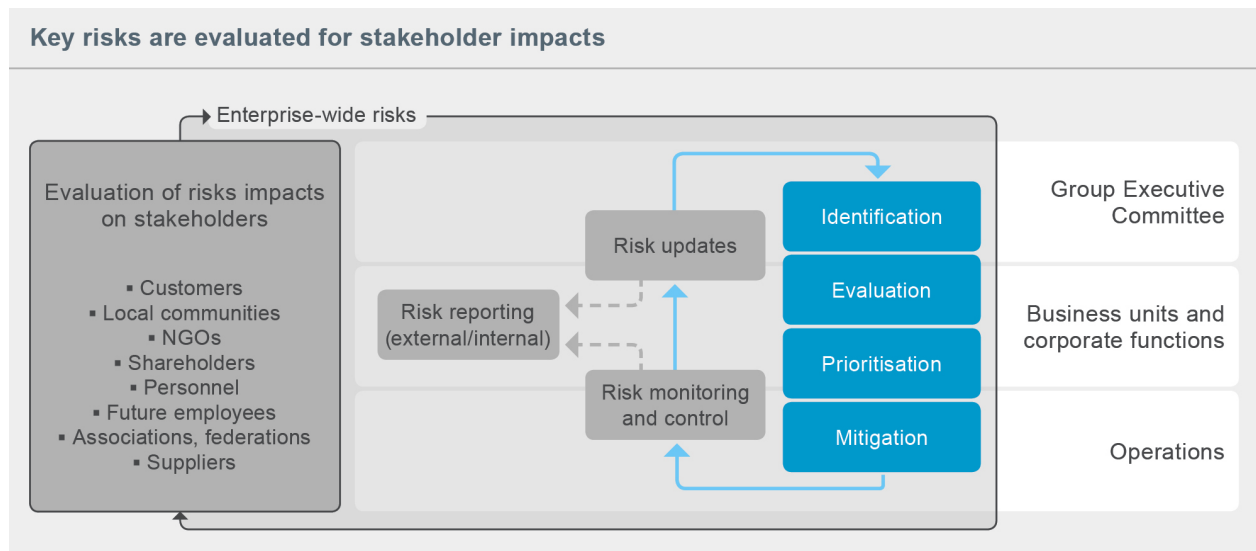 Key risks are evaluated for stakeholder impacts
Enterprise-wide risks
Evaluation of risks impacts
on stakeholders
▪ Customers
▪ Local communities
▪ NGOs
▪ Shareholders
▪ Personnel
▪ Future employees
▪ Associations, federations
▪ Suppliers
Risk reporting
(external/internal)
Risk updates
Risk monitoring
and control
Identification
Evaluation
Prioritisation
Mitigation
Group Executive
Committee
Business units and
corporate functions
Operations